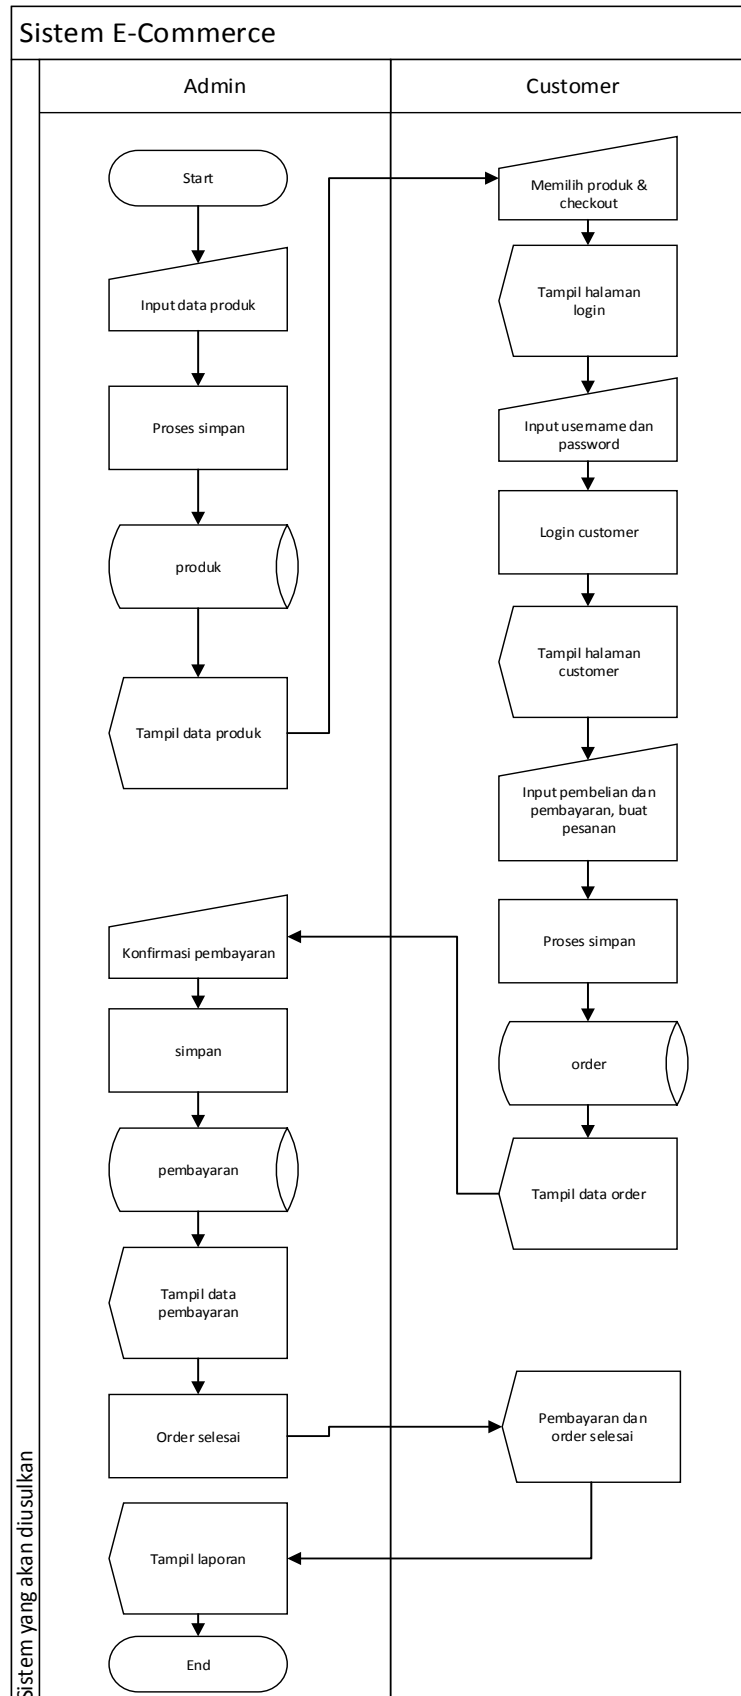 Sistem E-Commerce
Admin
Customer
Sistem yang akan diusulkan
Start
Input data produk
Proses simpan
produk
Tampil data produk
Memilih produk &
checkout
Tampil halaman
login
Input username dan
password
Login customer
Tampil halaman
customer
Input pembelian dan
pembayaran, buat
pesanan
Proses simpan
order
Tampil data order
Konfirmasi pembayaran
simpan
pembayaran
Tampil data
pembayaran
Order selesai
Pembayaran dan
order selesai
Tampil laporan
End